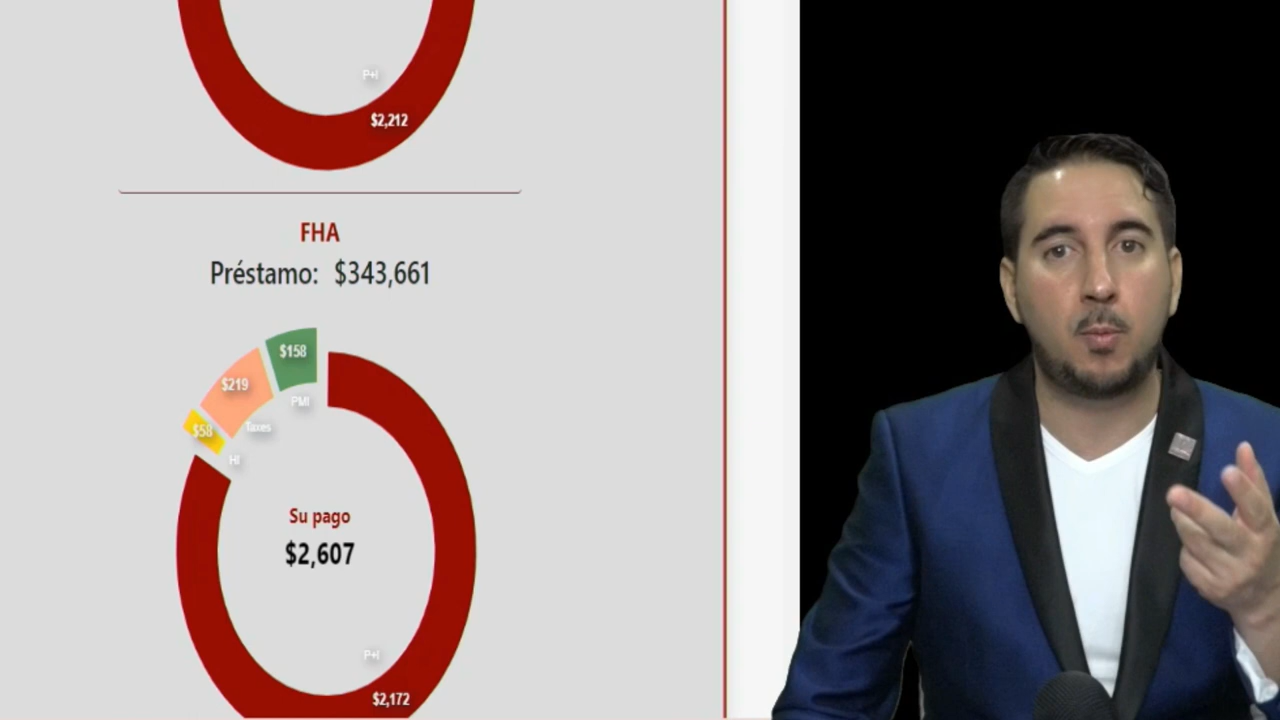 P+I
$2,212
FHA
Préstamo: $343,661
$158
PMI
$219
Taxes
$58
HI
Su pago
$2,607
P+I
$2,172